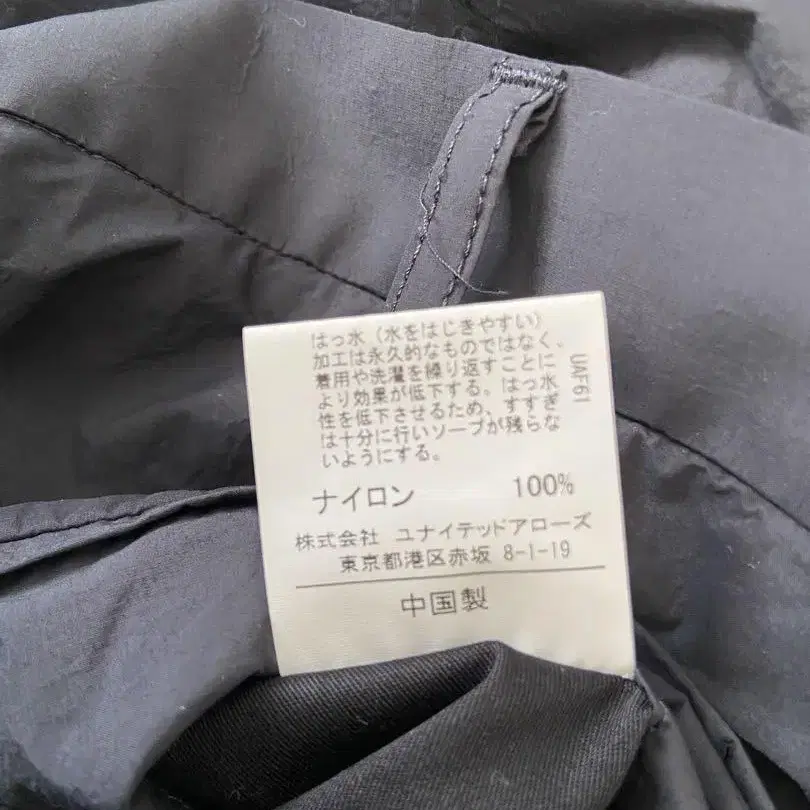 はっ水（水をはじきやすい）
加工は永久的なものではなく、
着用や洗濯を繰り返すことに
より効果が低下する。はっ水
性を低下させるため、すすぎ
は十分に行いソープが残らな
いようにする。
UAF61
ナイロン 100%
株式会社 ユナイテッドアローズ
東京都港区赤坂 8-1-19
中国製